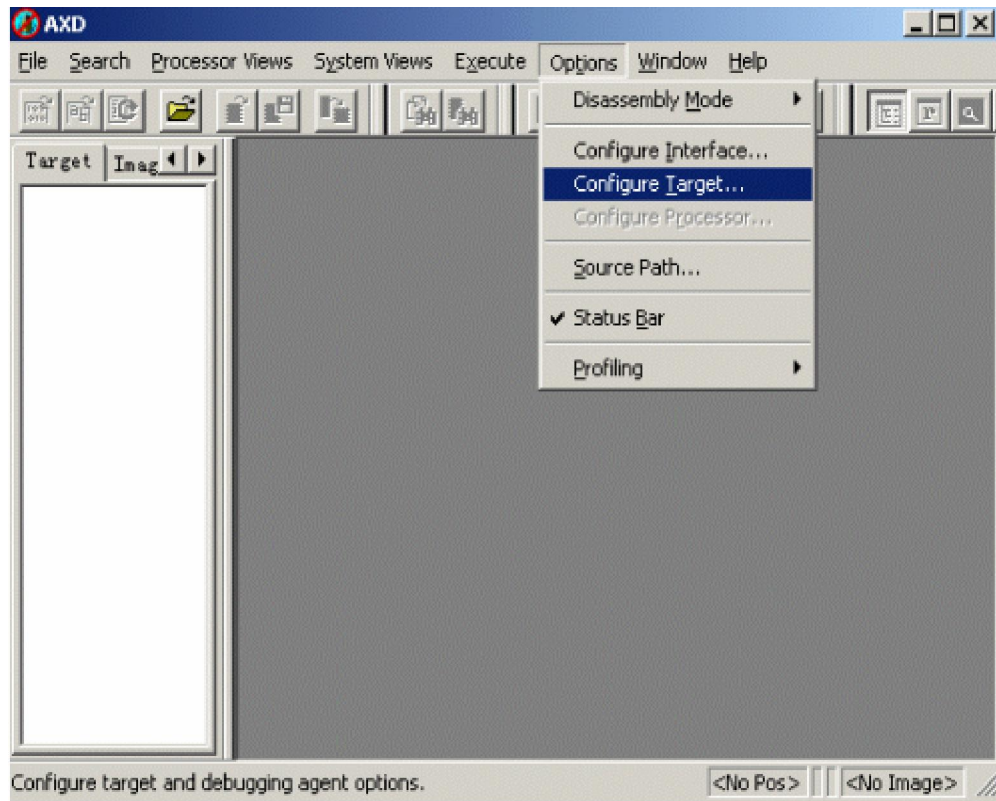 AXD
File Search Processor Views System Views Execute Options Window Help
Disassembly Mode
Configure Interface...
Configure Target...
Configure Processor...
Source Path...
Status Bar
Profiling
Target Imag
Configure target and debugging agent options.
<No Pos> <No Image>